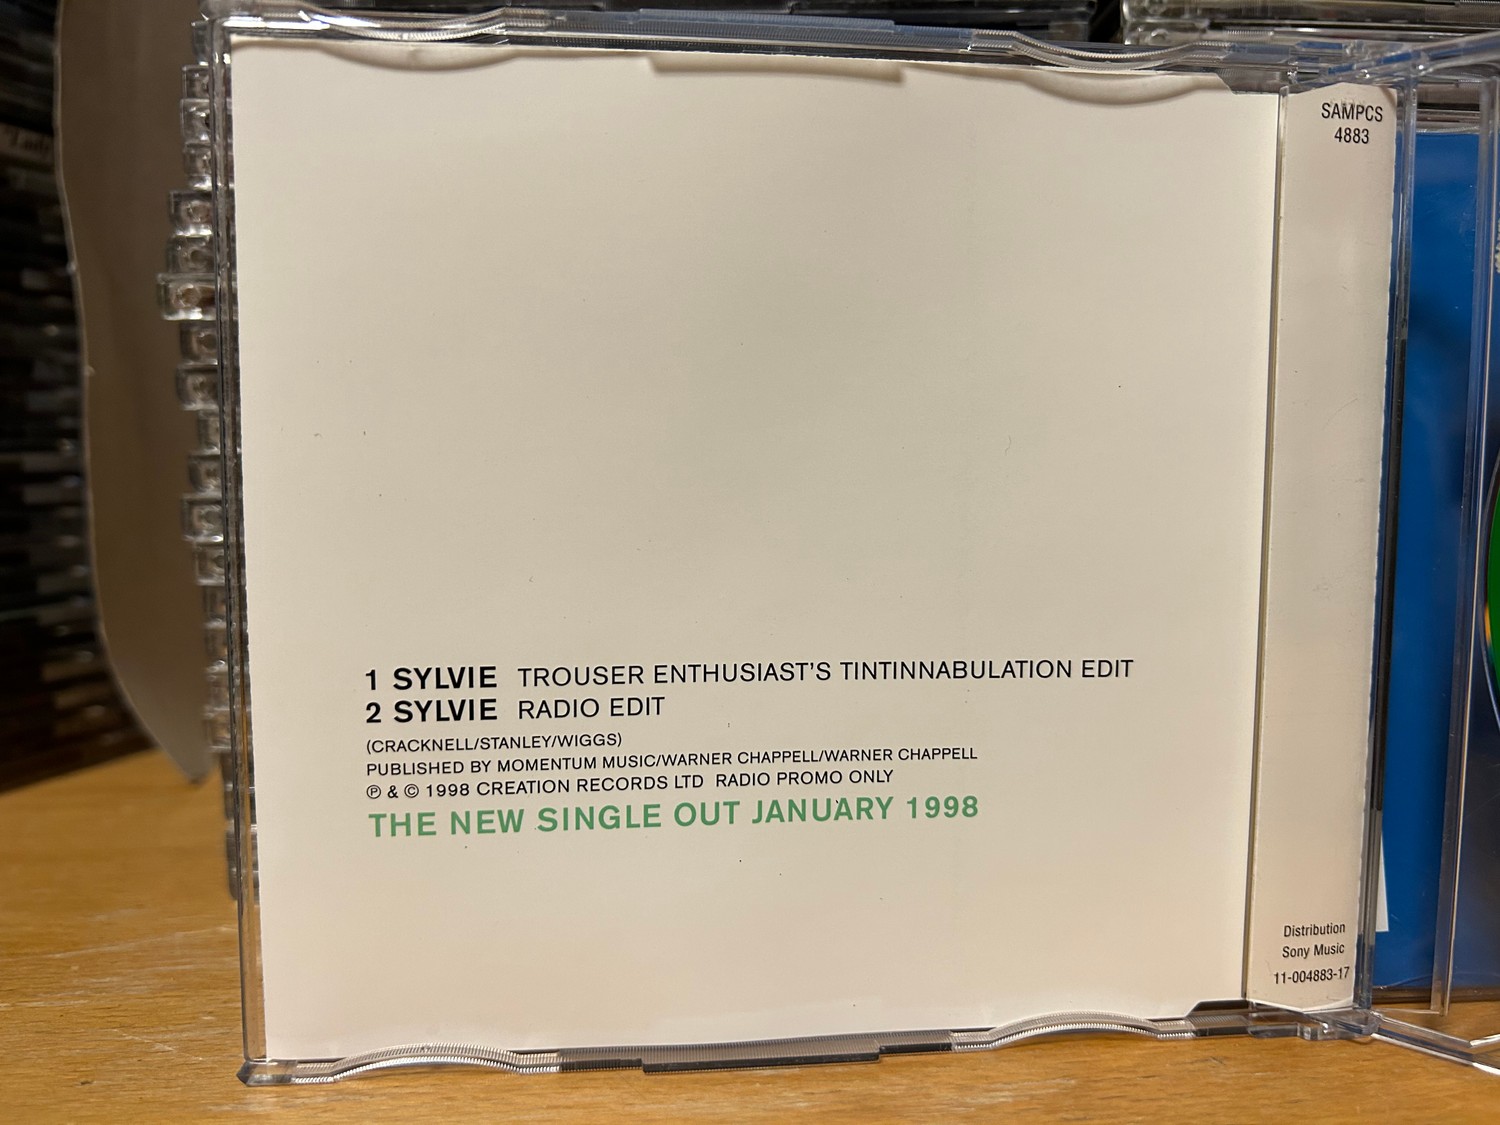 SAMPCS
4883
1 SYLVIE TROUSER ENTHUSIAST'S TINTINNABULATION EDIT
2 SYLVIE RADIO EDIT
(CRACKNELL/STANLEY/WIGGS)
PUBLISHED BY MOMENTUM MUSIC/WARNER CHAPPELL/WARNER CHAPPELL
℗ & © 1998 CREATION RECORDS LTD RADIO PROMO ONLY
THE NEW SINGLE OUT JANUARY 1998
Distribution
Sony Music
11-004883-17